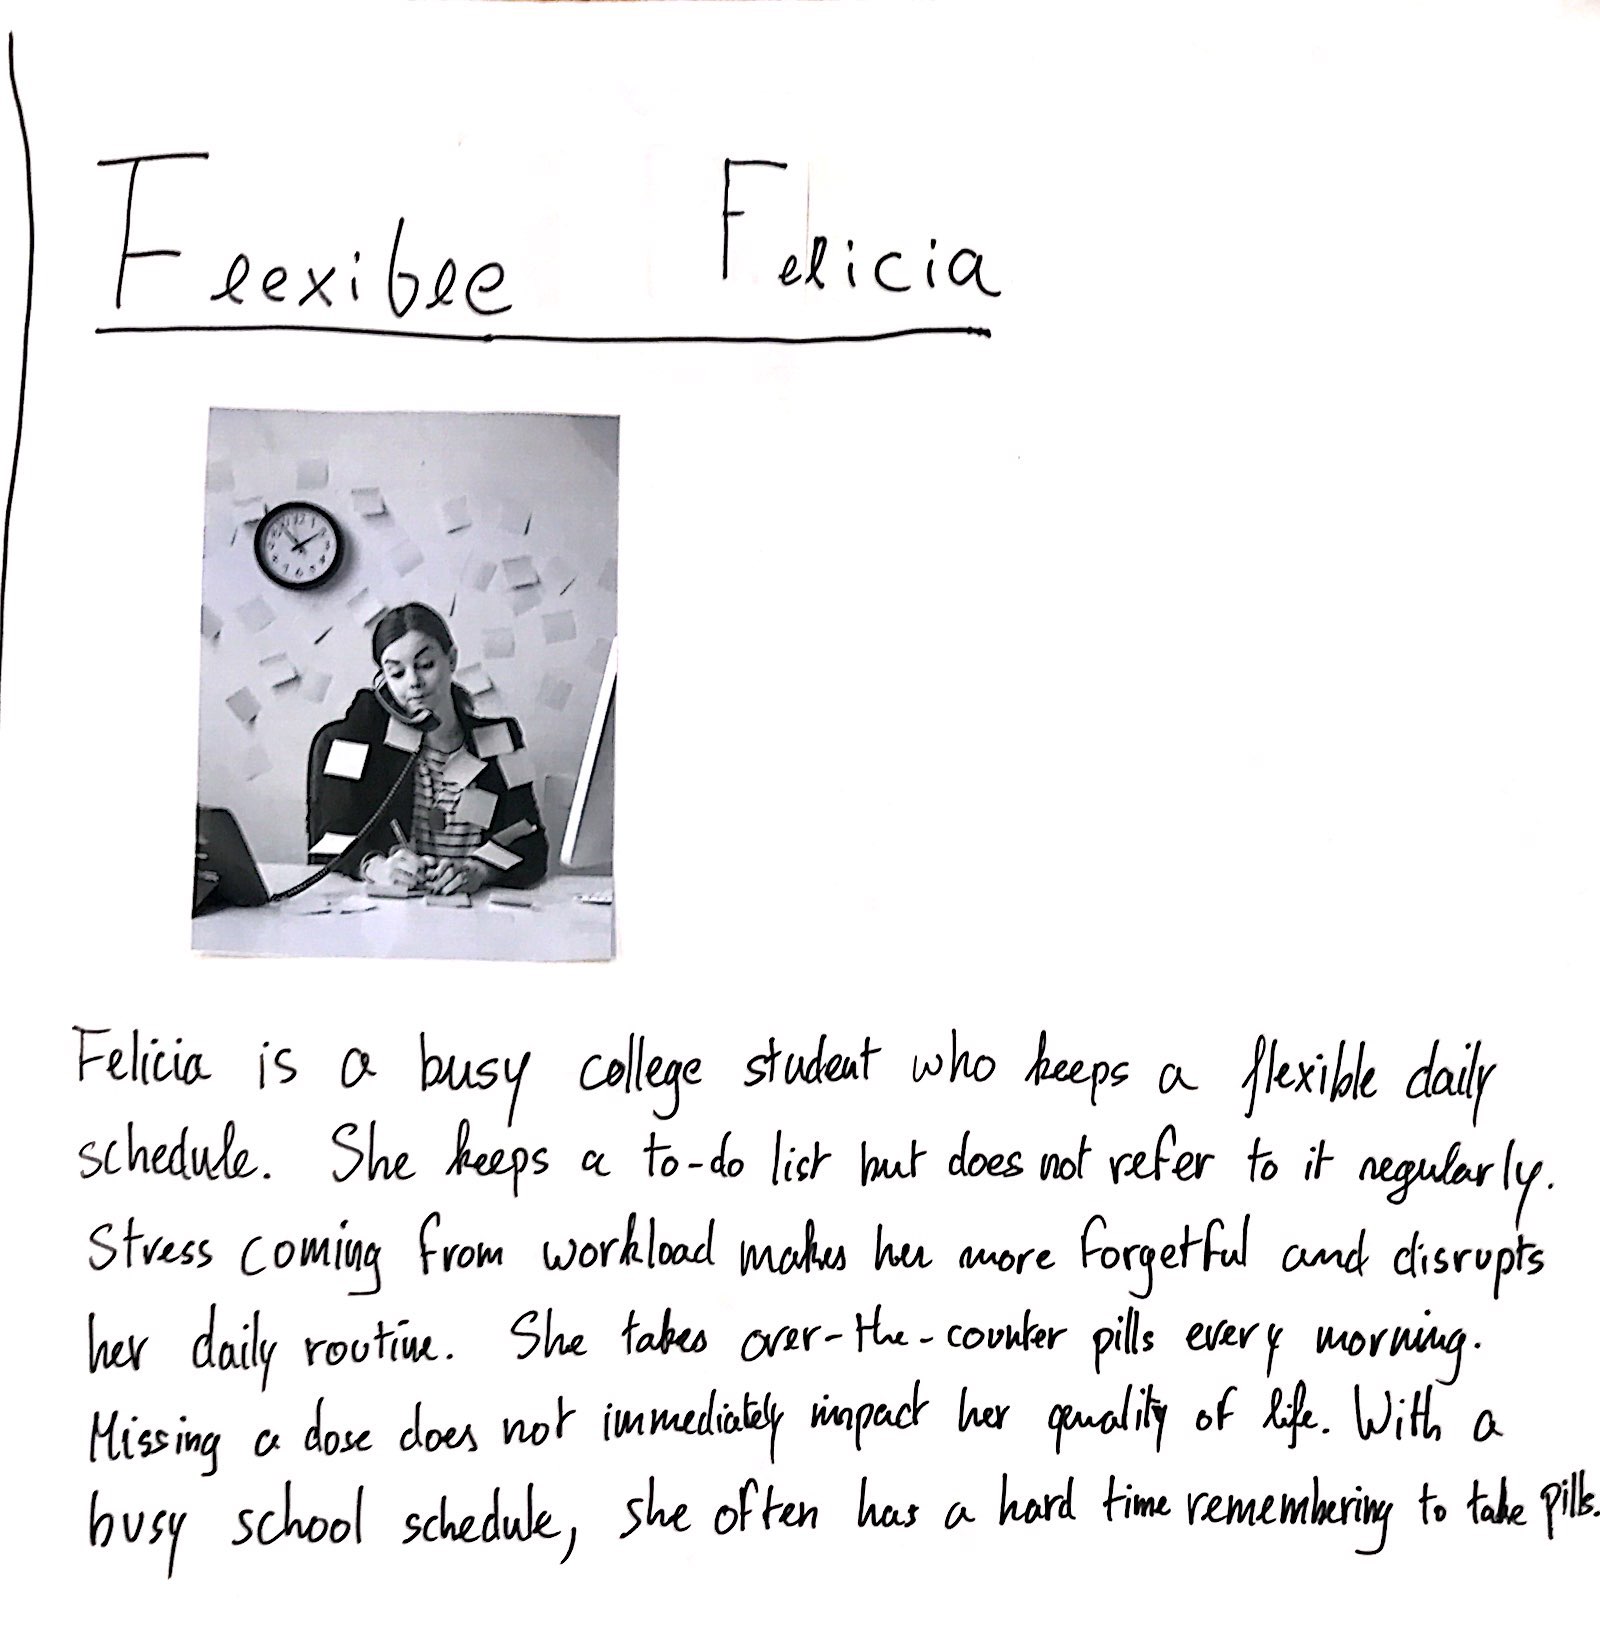 Flexible Felicia
Felicia is a busy college student who keeps a flexible daily
schedule. She keeps a to-do list but does not refer to it regularly.
Stress coming from workload makes her more forgetful and disrupts
her daily routine. She takes over-the-counter pills every morning.
Missing a dose does not immediately impact her quality of life. With a
busy school schedule, she often has a hard time remembering to take pills.